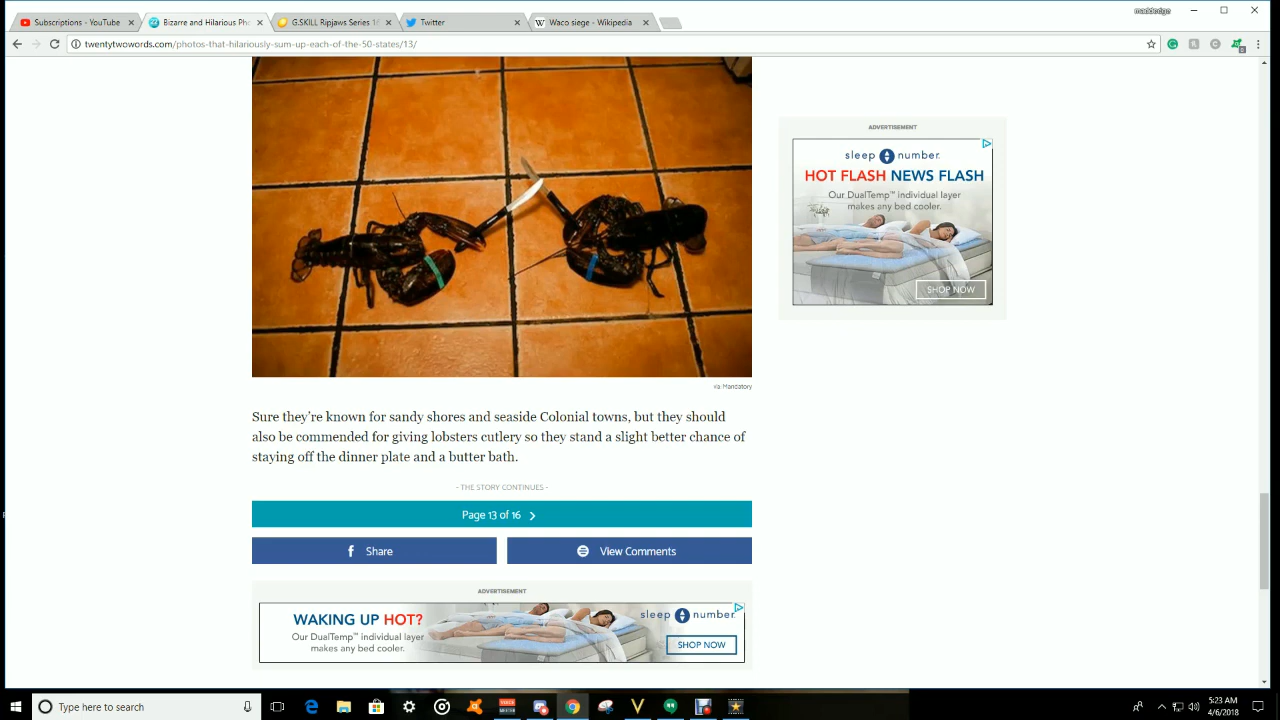 maddedge
Subscriptions - YouTube
Bizarre and Hilarious Pho
G.SKILL Ripjaws Series 16
Twitter
Waco siege - Wikipedia
twentytwowords.com/photos-that-hilariously-sum-up-each-of-the-50-states/13/
ADVERTISEMENT
sleep number.
HOT FLASH NEWS FLASH
Our DualTemp™ individual layer
makes any bed cooler.
SHOP NOW
via: Mandatory
Sure they're known for sandy shores and seaside Colonial towns, but they should
also be commended for giving lobsters cutlery so they stand a slight better chance of
staying off the dinner plate and a butter bath.
- THE STORY CONTINUES -
Page 13 of 16
Share
View Comments
ADVERTISEMENT
WAKING UP HOT?
Our DualTemp™ individual layer
makes any bed cooler.
sleep number.
SHOP NOW
Type here to search
5:23 AM
4/6/2018